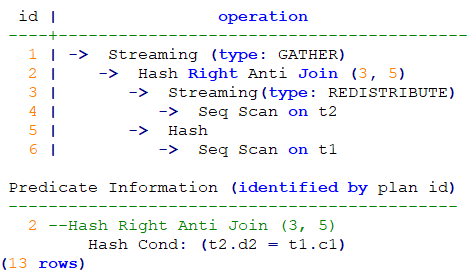 id |                  operation
----+---------------------------------------------
  1 | ->  Streaming (type: GATHER)
  2 |    ->  Hash Right Anti Join (3, 5)
  3 |       ->  Streaming(type: REDISTRIBUTE)
  4 |          ->  Seq Scan on t2
  5 |       ->  Hash
  6 |          ->  Seq Scan on t1
Predicate Information (identified by plan id)
---------------------------------------------
  2 --Hash Right Anti Join (3, 5)
        Hash Cond: (t2.d2 = t1.c1)
(13 rows)